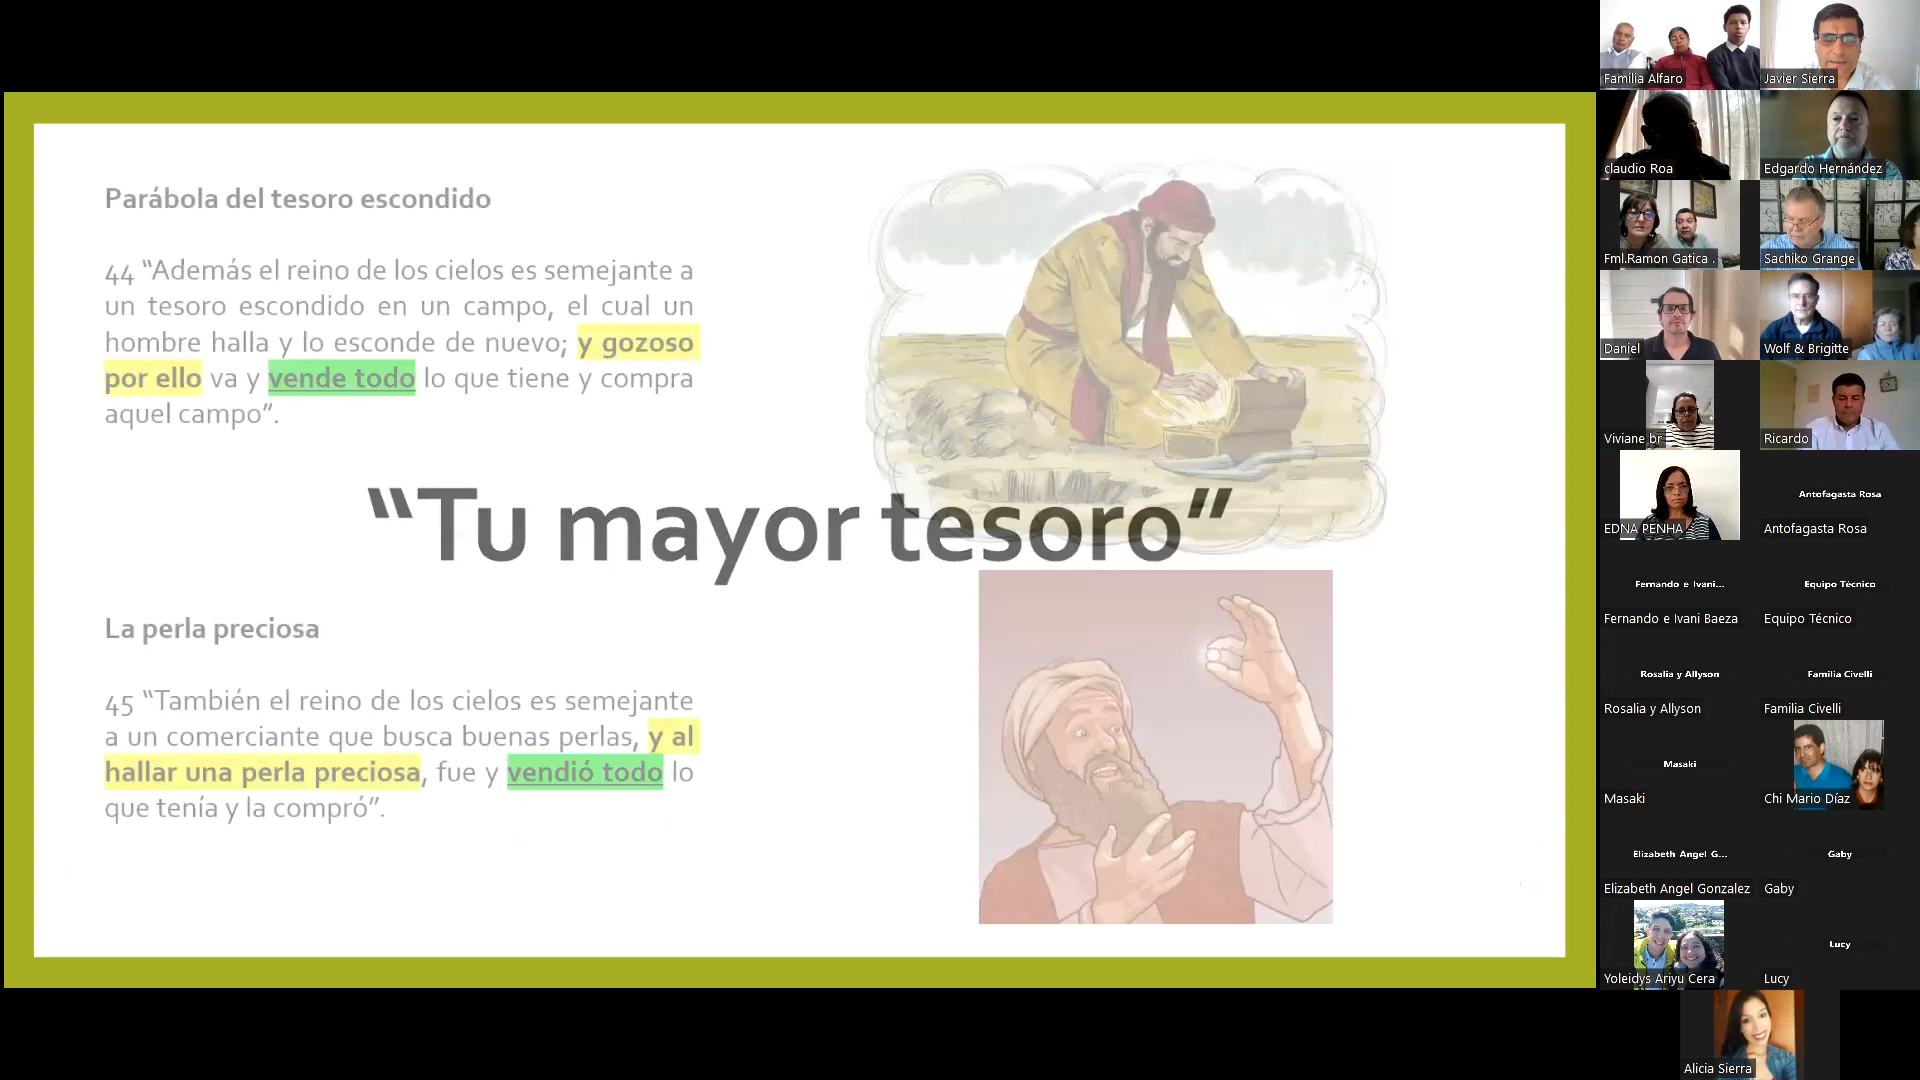 Parábola del tesoro escondido
44 “Además el reino de los cielos es semejante a
un tesoro escondido en un campo, el cual un
hombre halla y lo esconde de nuevo; y gozoso
por ello va y vende todo lo que tiene y compra
aquel campo”.
“Tu mayor tesoro”
La perla preciosa
45 “También el reino de los cielos es semejante
a un comerciante que busca buenas perlas, y al
hallar una perla preciosa, fue y vendió todo lo
que tenía y la compró”.
Familia Alfaro
Javier Sierra
claudio Roa
Edgardo Hernández
Fml.Ramon Gatica .
Sachiko Grange
Daniel
Wolf & Brigitte
Viviane br
Ricardo
EDNA PENHA
Antofagasta Rosa
Antofagasta Rosa
Fernando e Ivani...
Fernando e Ivani Baeza
Equipo Técnico
Equipo Técnico
Rosalia y Allyson
Rosalia y Allyson
Familia Civelli
Familia Civelli
Masaki
Masaki
Chi Mario Díaz
Elizabeth Angel G...
Elizabeth Angel Gonzalez
Gaby
Gaby
Yoleidys Ariyu Cera
Lucy
Lucy
Alicia Sierra